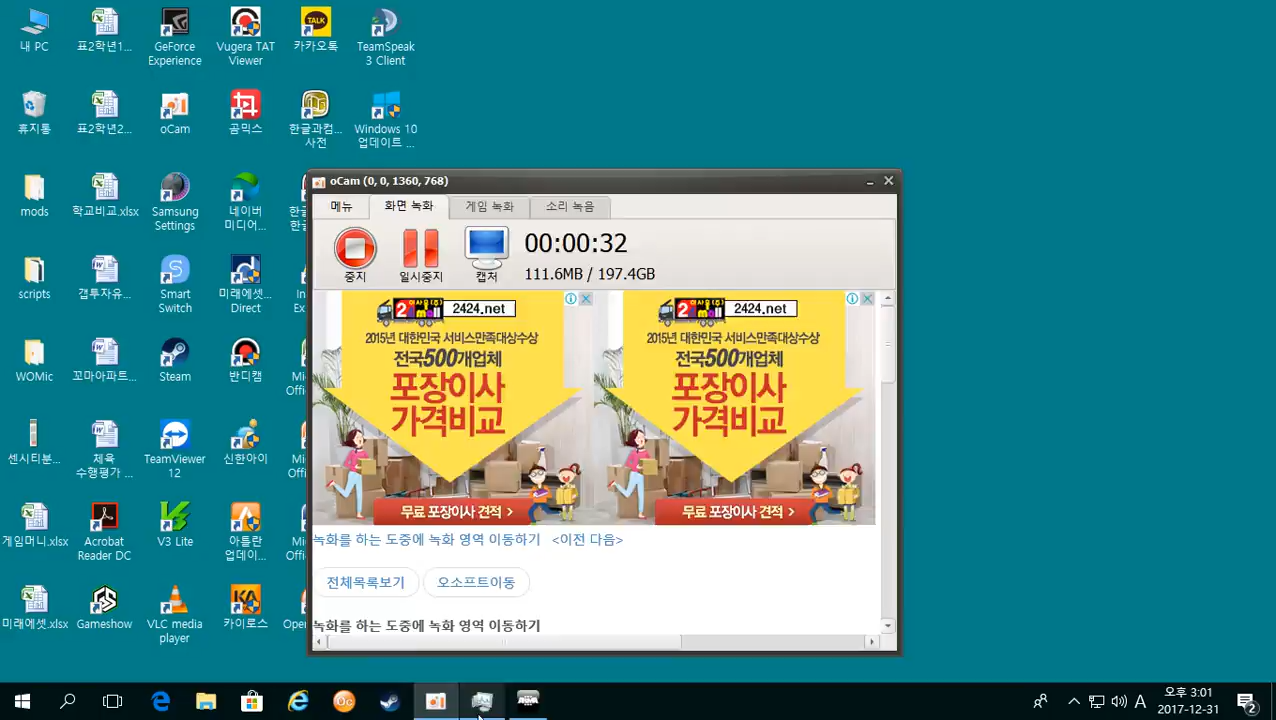 내 PC
표2학년1...
GeForce
Experience
Vugera TAT
Viewer
카카오톡
TeamSpeak
3 Client
휴지통
표2학년2...
oCam
곰믹스
한글과컴...
사전
Windows 10
업데이트 ...
mods
학교비교.xlsx
Samsung
Settings
네이버
미디어...
scripts
갭투자유...
Smart
Switch
미래에셋...
Direct
WOMic
꼬마아파트...
Steam
반디캠
센시티분...
체육
수행평가 ...
TeamViewer
12
신한아이
게임머니.xlsx
Acrobat
Reader DC
V3 Lite
아틀란
업데이...
미래에셋.xlsx
Gameshow
VLC media
player
카이로스
oCam (0, 0, 1360, 768)
메뉴 화면 녹화 게임 녹화 소리 녹음
중지 일시중지 캡처
00:00:32
111.6MB / 197.4GB
2424.net
2015년 대한민국 서비스만족대상수상
전국500개업체
포장이사
가격비교
무료 포장이사 견적 >
2424.net
2015년 대한민국 서비스만족대상수상
전국500개업체
포장이사
가격비교
무료 포장이사 견적 >
녹화를 하는 도중에 녹화 영역 이동하기 <이전 다음>
전체목록보기 오소프트이동
녹화를 하는 도중에 녹화 영역 이동하기
A
오후 3:01
2017-12-31
2